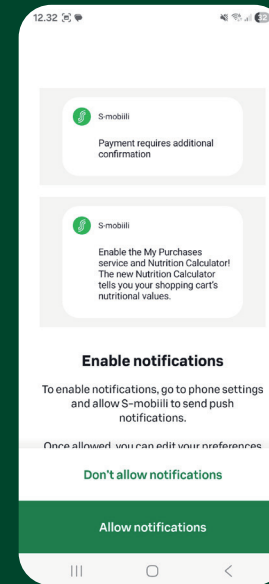 12.32
S-mobiili
Payment requires additional
confirmation
S-mobiili
Enable the My Purchases
service and Nutrition Calculator!
The new Nutrition Calculator
tells you your shopping cart's
nutritional values.
Enable notifications
To enable notifications, go to phone settings
and allow S-mobiili to send push
notifications.
Once allowed, you can edit your preferences
Don't allow notifications
Allow notifications